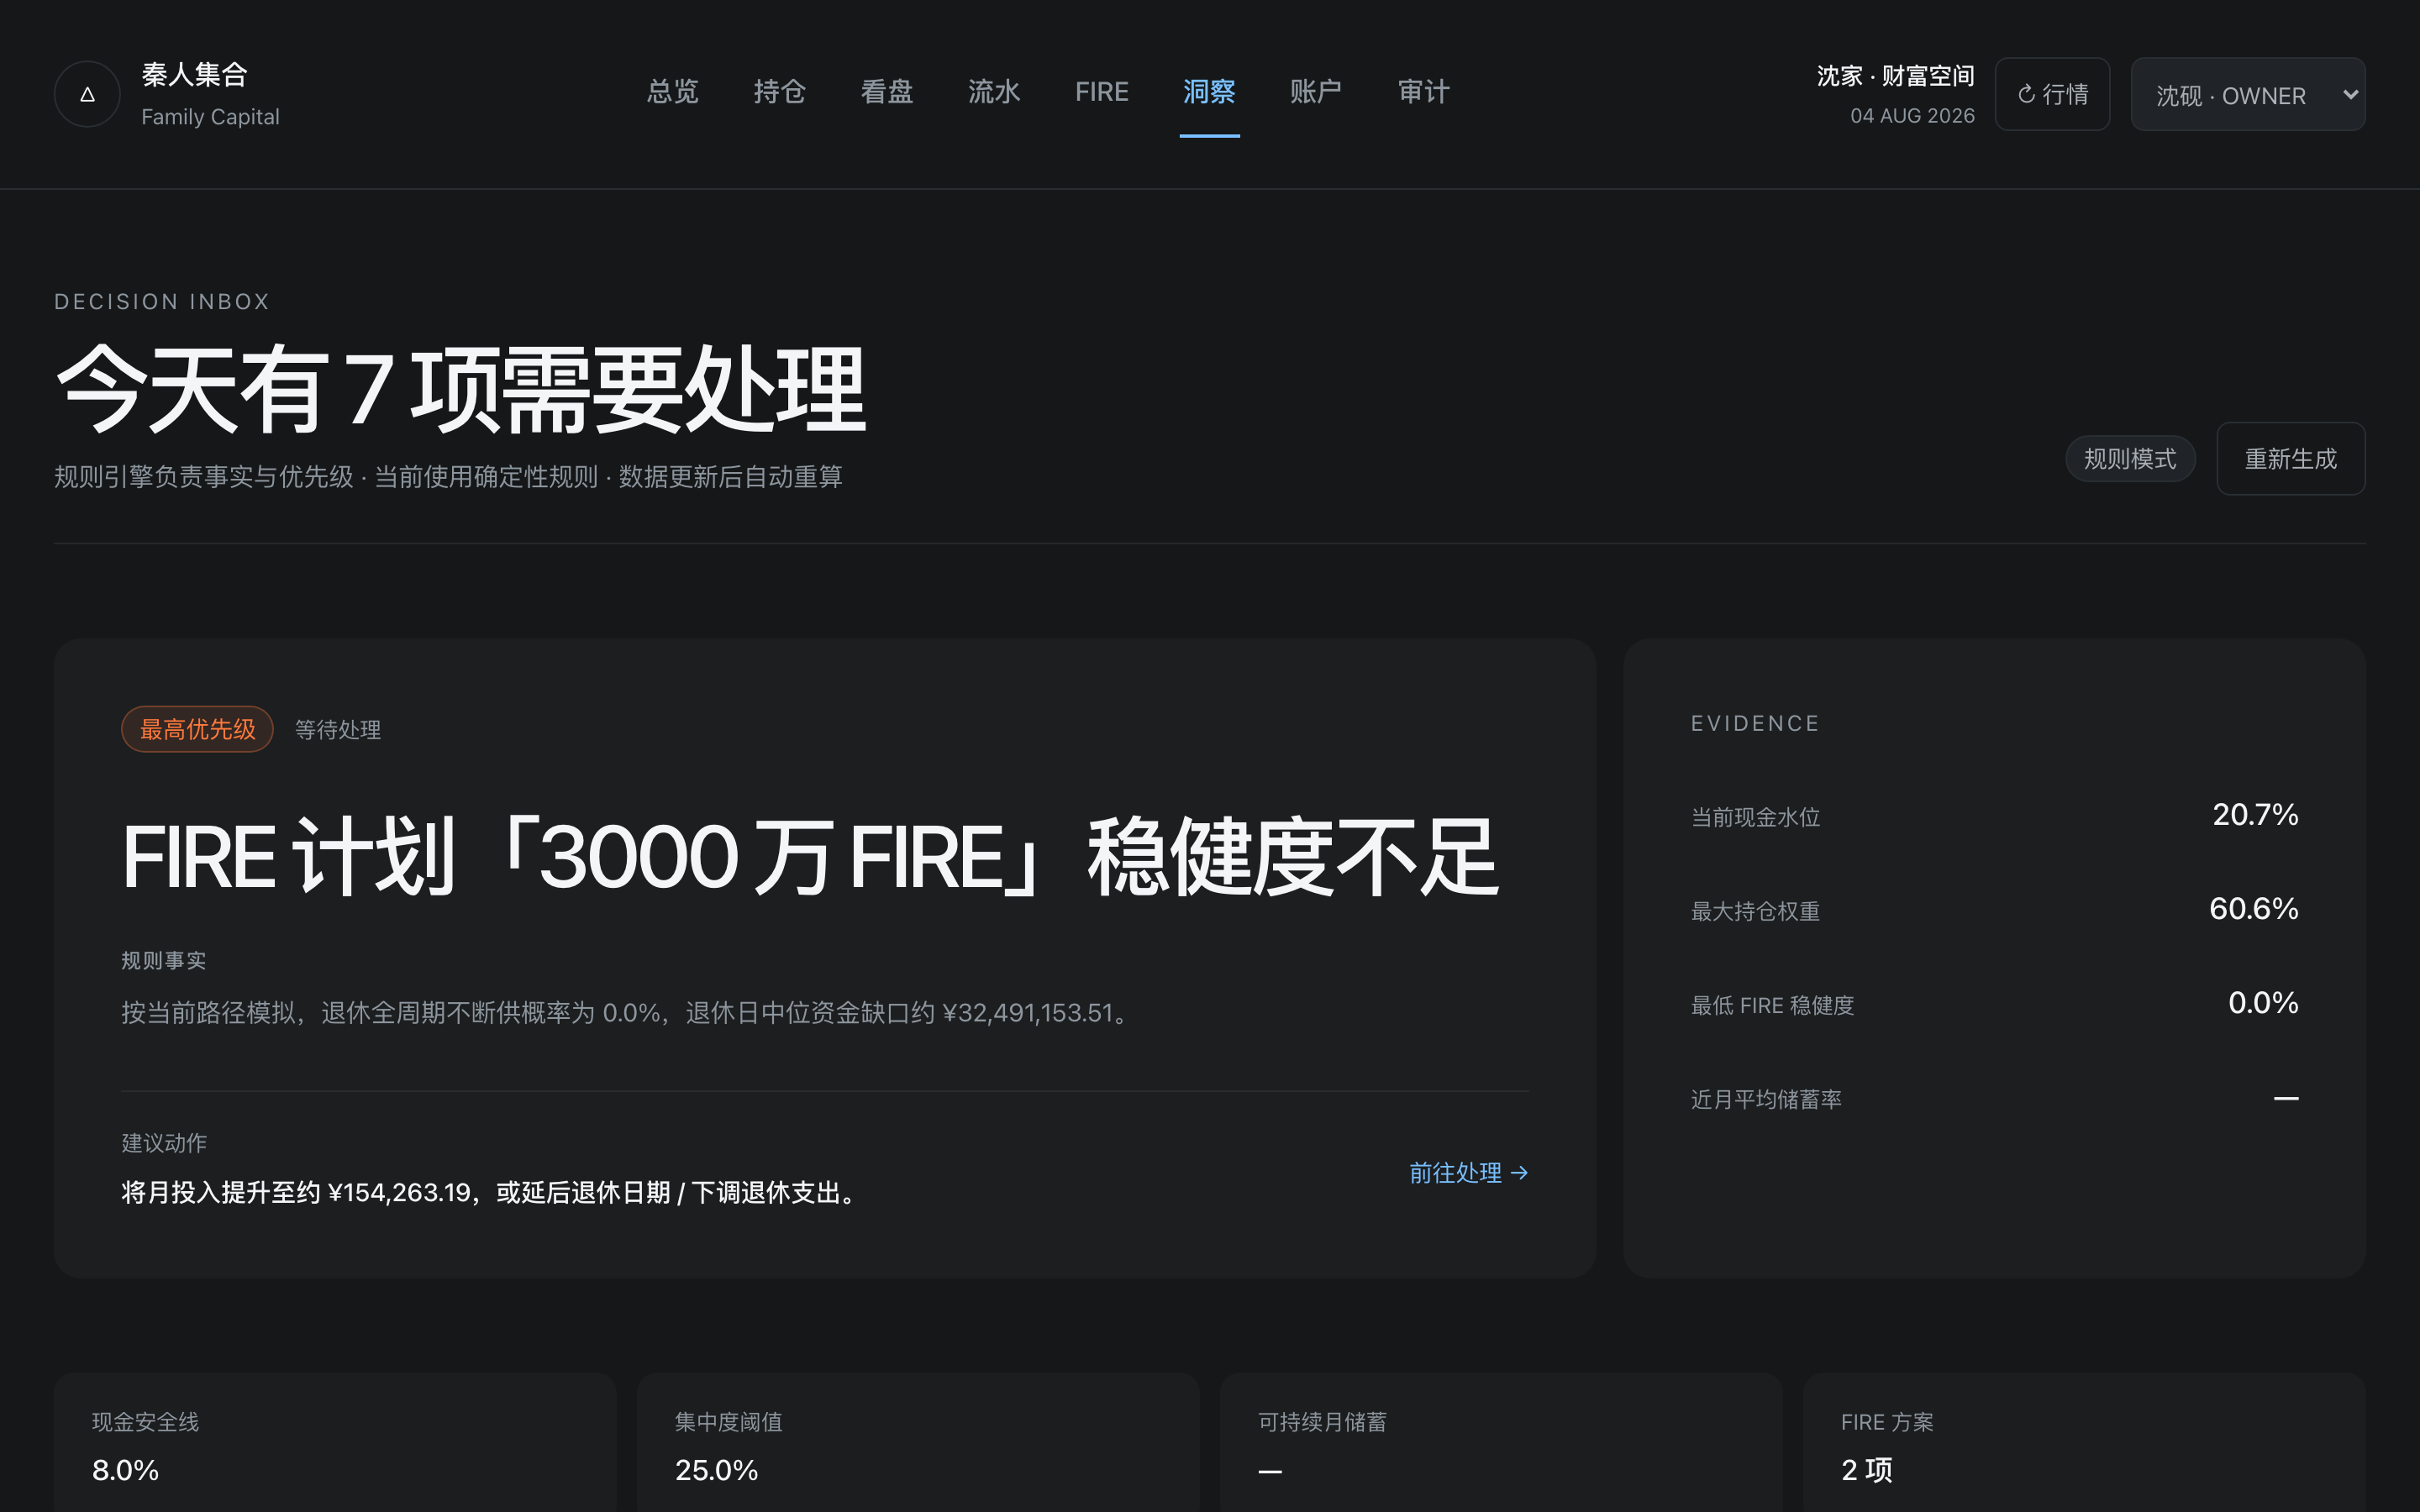 秦人集合
Family Capital
总览 持仓 看盘 流水 FIRE 洞察 账户 审计
沈家 · 财富空间
04 AUG 2026
↻ 行情
沈砚 · OWNER
DECISION INBOX
今天有 7 项需要处理
规则引擎负责事实与优先级 · 当前使用确定性规则 · 数据更新后自动重算
规则模式
重新生成
最高优先级 等待处理
FIRE 计划「3000 万 FIRE」稳健度不足
规则事实
按当前路径模拟，退休全周期不断供概率为 0.0%，退休日中位资金缺口约 ¥32,491,153.51。
建议动作
将月投入提升至约 ¥154,263.19，或延后退休日期 / 下调退休支出。
前往处理 →
EVIDENCE
当前现金水位 20.7%
最大持仓权重 60.6%
最低 FIRE 稳健度 0.0%
近月平均储蓄率 —
现金安全线
8.0%
集中度阈值
25.0%
可持续月储蓄
—
FIRE 方案
2 项